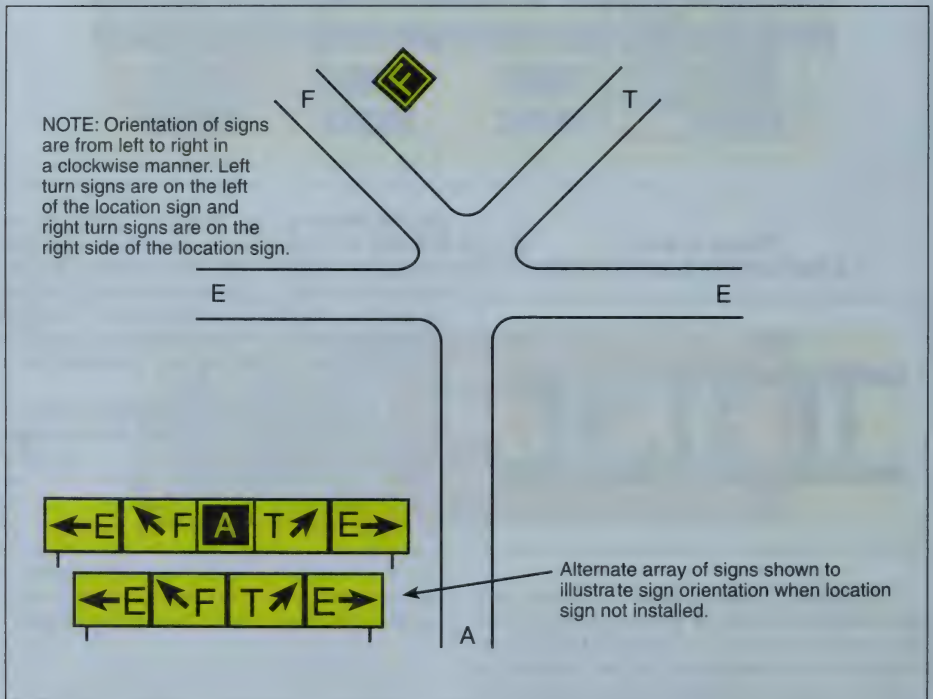 F
F
T
NOTE: Orientation of signs
are from left to right in
a clockwise manner. Left
turn signs are on the left
of the location sign and
right turn signs are on the
right side of the location sign.
E
E
←E ↖F A T↗ E→
←E ↖F T↗ E→
Alternate array of signs shown to
illustrate sign orientation when location
sign not installed.
A